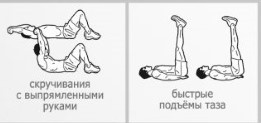 скручивания
с выпрямленными
руками
быстрые
подъёмы таза